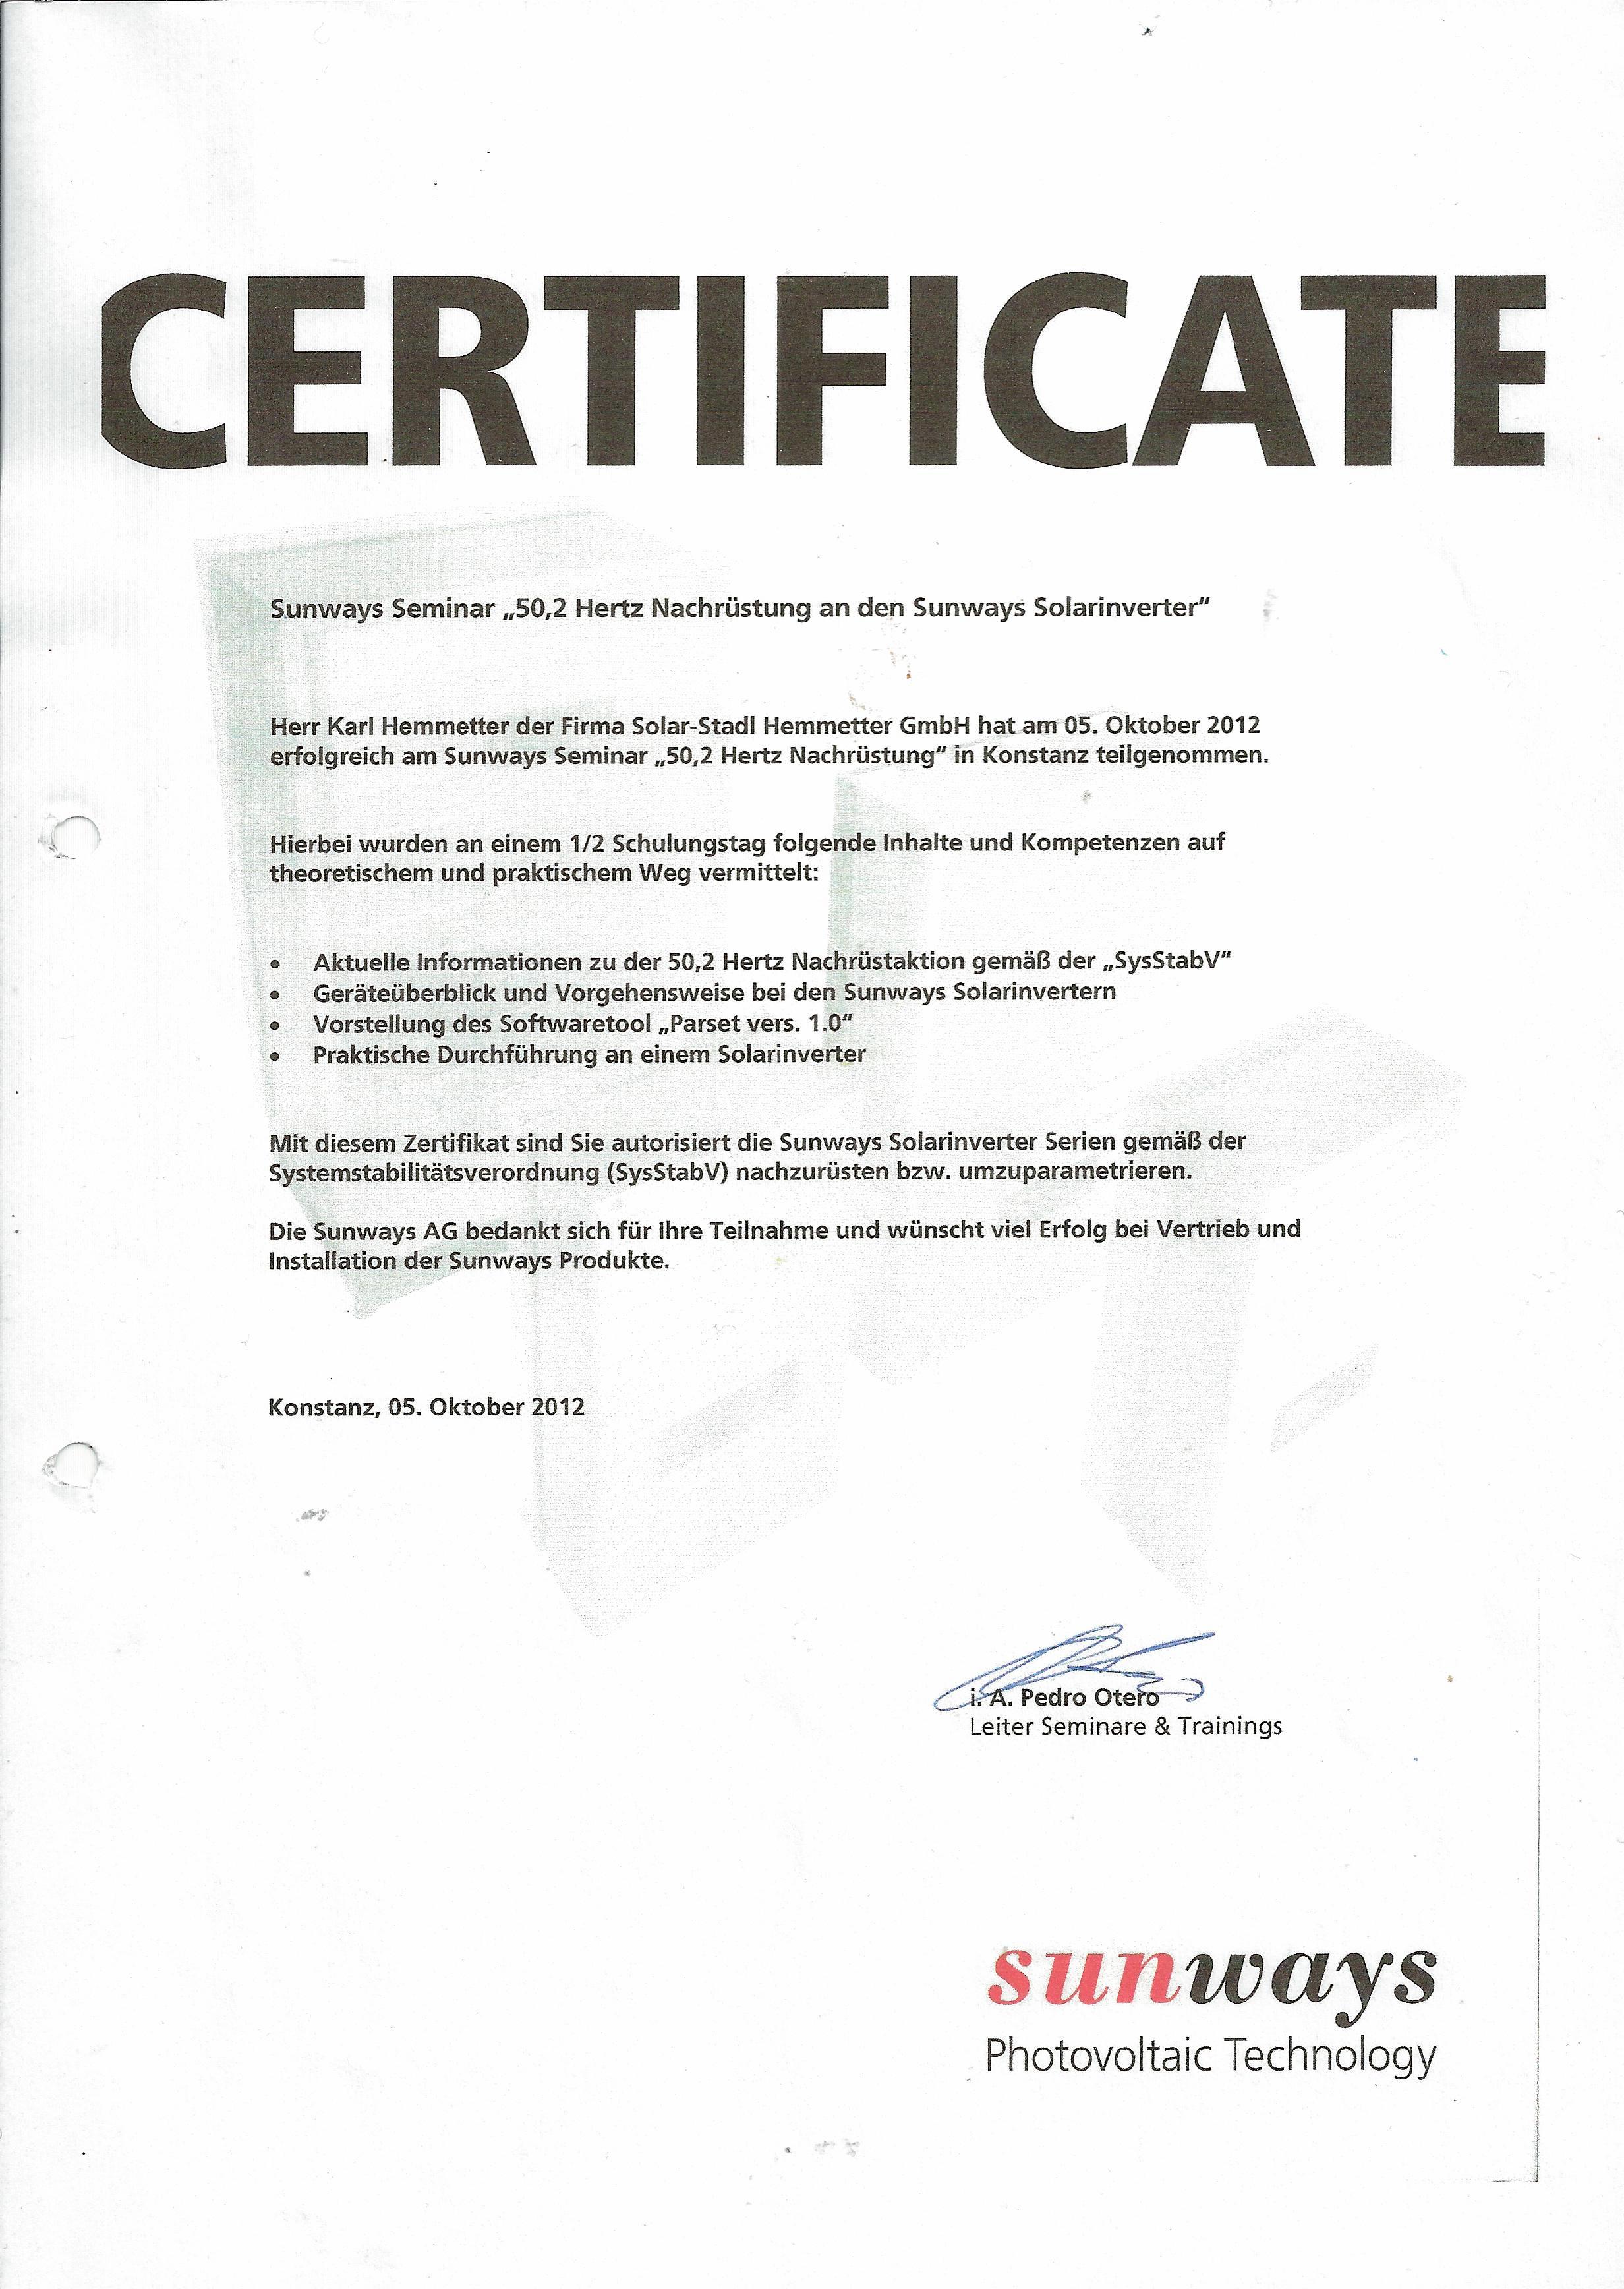 CERTIFICATE
Sunways Seminar „50,2 Hertz Nachrüstung an den Sunways Solarinverter“
Herr Karl Hemmetter der Firma Solar-Stadl Hemmetter GmbH hat am 05. Oktober 2012
erfolgreich am Sunways Seminar „50,2 Hertz Nachrüstung“ in Konstanz teilgenommen.
Hierbei wurden an einem 1/2 Schulungstag folgende Inhalte und Kompetenzen auf
theoretischem und praktischem Weg vermittelt:
• Aktuelle Informationen zu der 50,2 Hertz Nachrüstaktion gemäß der „SysStabV“
• Geräteüberblick und Vorgehensweise bei den Sunways Solarinvertern
• Vorstellung des Softwaretool „Parset vers. 1.0“
• Praktische Durchführung an einem Solarinverter
Mit diesem Zertifikat sind Sie autorisiert die Sunways Solarinverter Serien gemäß der
Systemstabilitätsverordnung (SysStabV) nachzurüsten bzw. umzuparametrieren.
Die Sunways AG bedankt sich für Ihre Teilnahme und wünscht viel Erfolg bei Vertrieb und
Installation der Sunways Produkte.
Konstanz, 05. Oktober 2012
i. A. Pedro Otero
Leiter Seminare & Trainings
sunways
Photovoltaic Technology